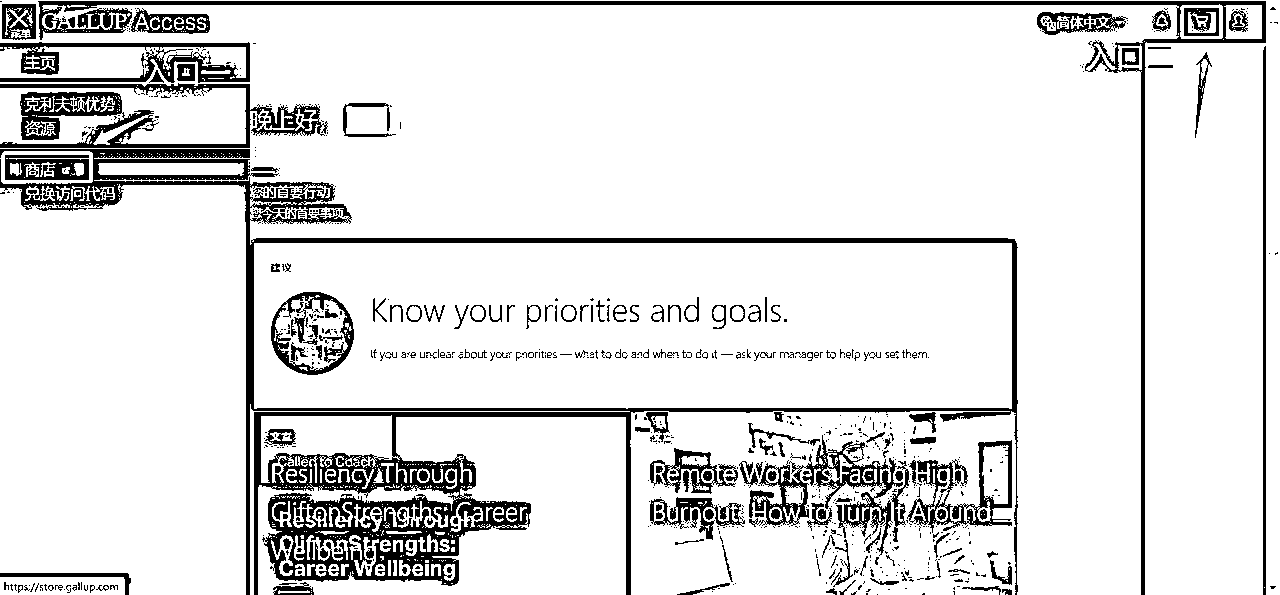 菜单
GALLUP Access
简体中文
主页
入口一
入口二
克利夫顿优势
资源
晚上好,
商店
兑换访问代码
您的首要行动
您今天的首要事项
建议
Know your priorities and goals.
If you are unclear about your priorities — what to do and when to do it — ask your manager to help you set them.
文章
Called to Coach
Resiliency Through
CliftonStrengths: Career
Wellbeing
Resiliency Through
CliftonStrengths:
Career Wellbeing
Remote Workers Facing High
Burnout: How to Turn It Around
https://store.gallup.com